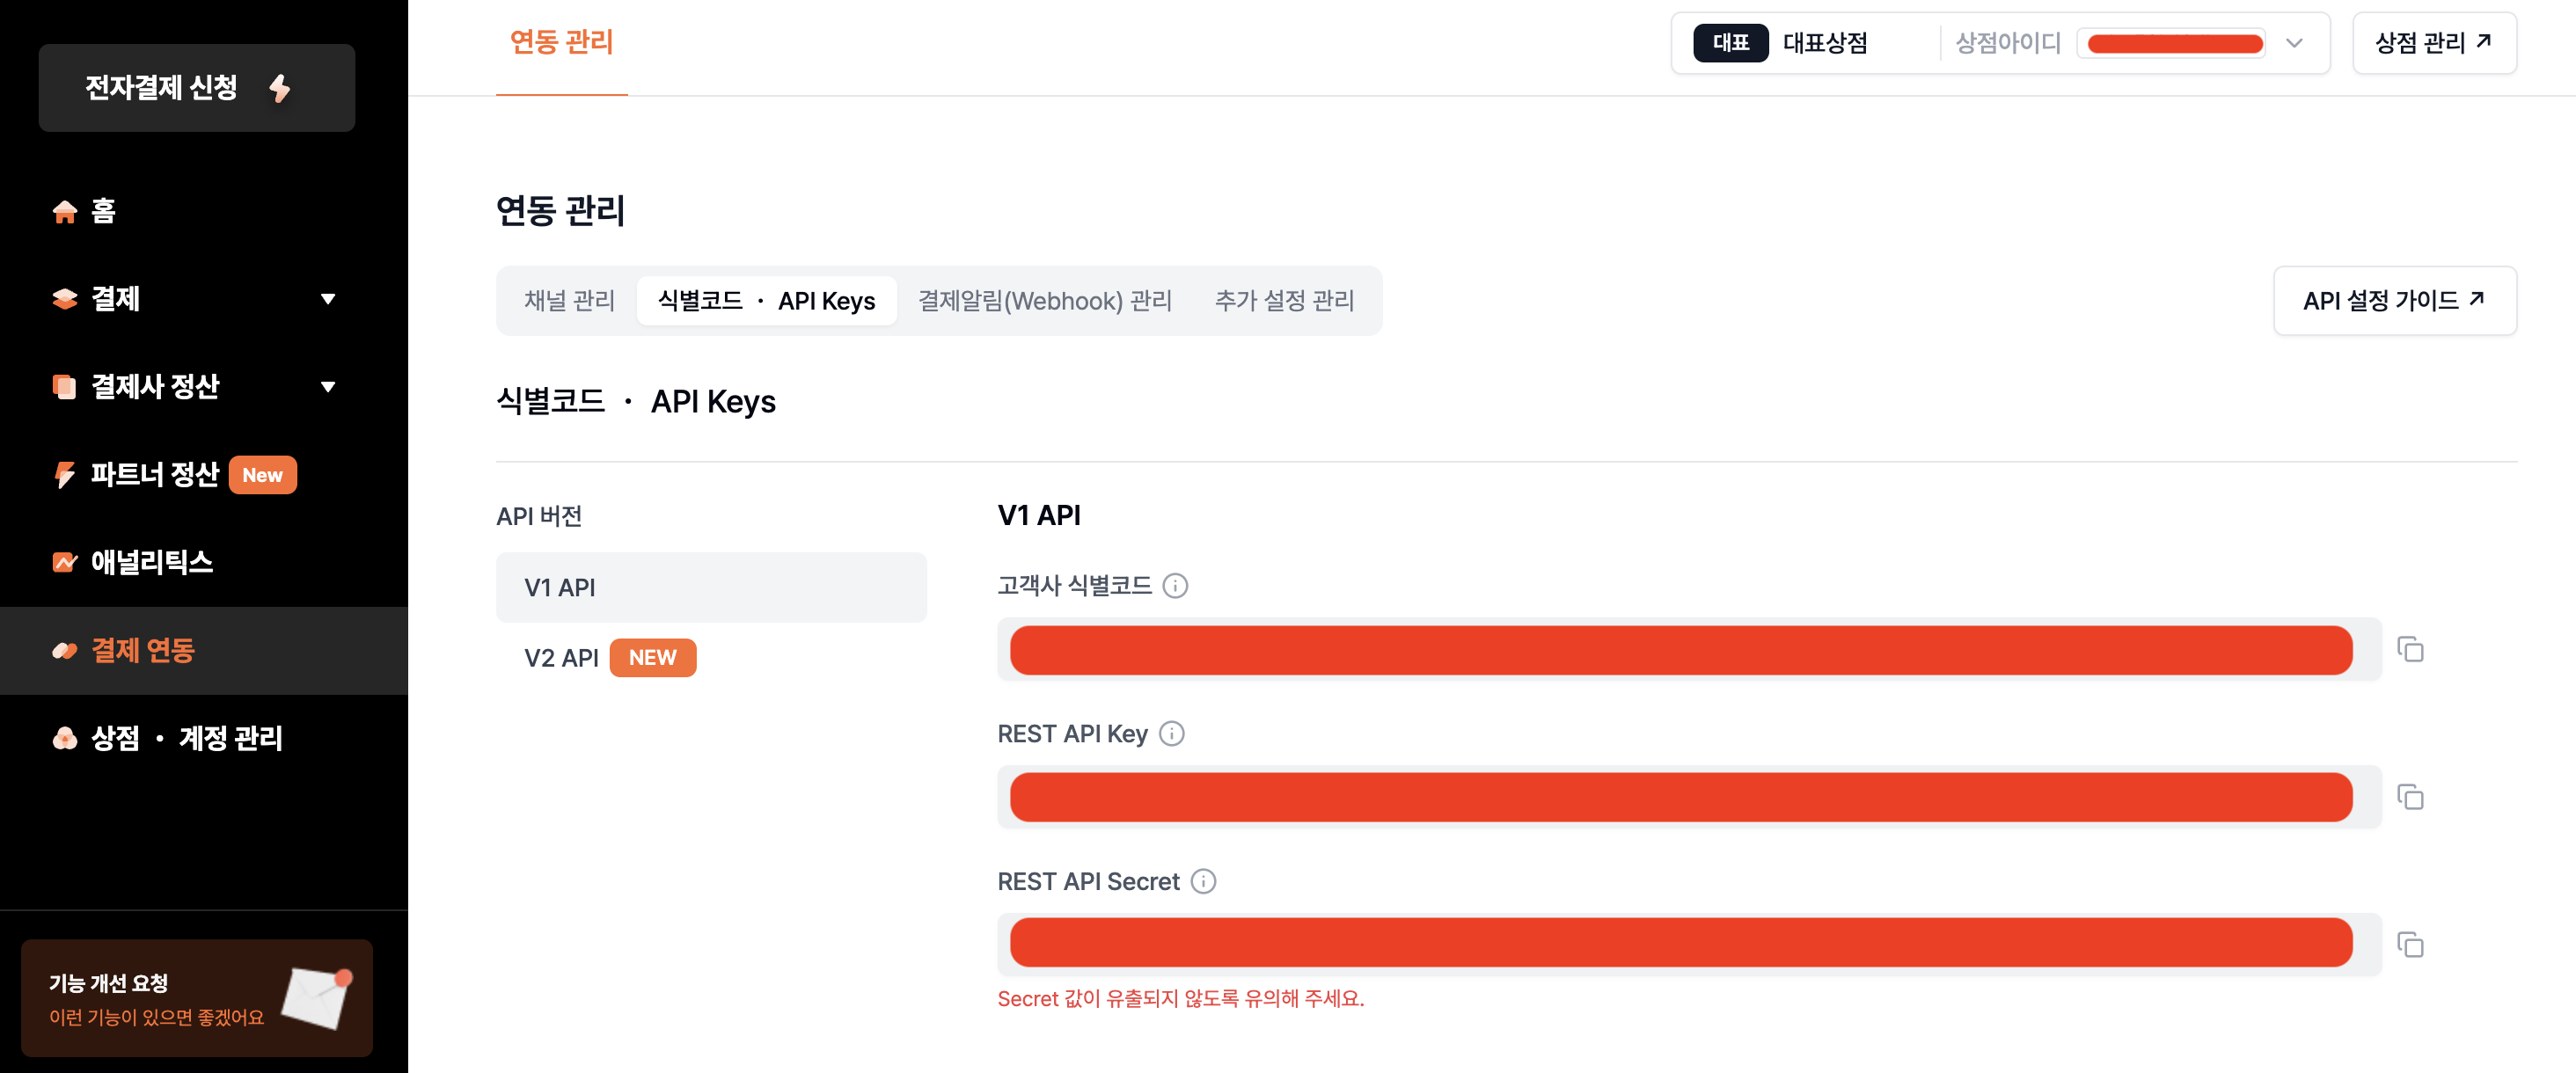 전자결제 신청
홈
결제
결제사 정산
파트너 정산 New
애널리틱스
결제 연동
상점 · 계정 관리
기능 개선 요청
이런 기능이 있으면 좋겠어요
연동 관리
대표 대표상점 상점아이디
상점 관리
연동 관리
채널 관리 식별코드 · API Keys 결제알림(Webhook) 관리 추가 설정 관리
API 설정 가이드
식별코드 · API Keys
API 버전
V1 API
V2 API NEW
V1 API
고객사 식별코드
REST API Key
REST API Secret
Secret 값이 유출되지 않도록 유의해 주세요.